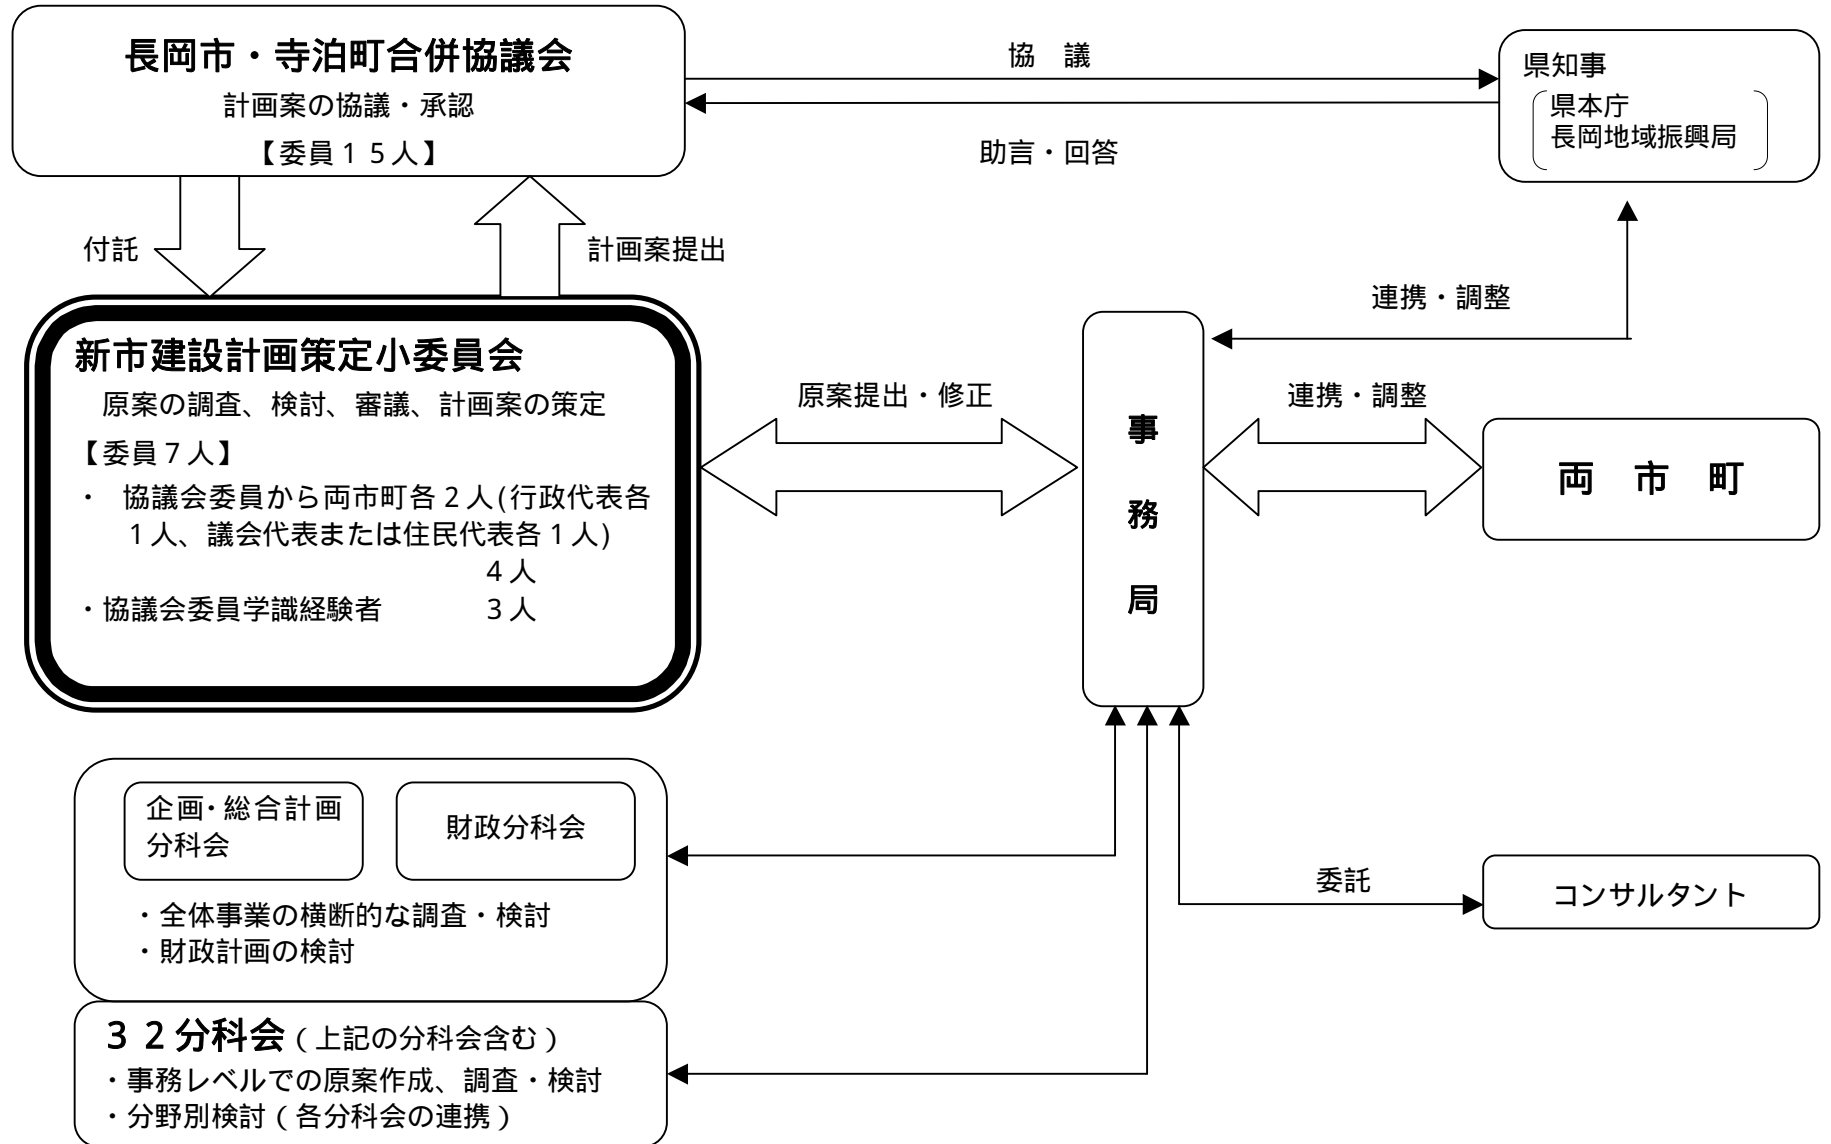 長岡市・寺泊町合併協議会
計画案の協議・承認
【委員１５人】
協　議
助言・回答
県知事
県本庁
長岡地域振興局
付託
計画案提出
連携・調整
新市建設計画策定小委員会
原案の調査、検討、審議、計画案の策定
【委員７人】
・　協議会委員から両市町各２人(行政代表各
１人、議会代表または住民代表各１人)
４人
・協議会委員学識経験者　　　３人
原案提出・修正
事
務
局
連携・調整
両　市　町
企画・総合計画
分科会
財政分科会
・全体事業の横断的な調査・検討
・財政計画の検討
委託
コンサルタント
３２分科会（上記の分科会含む）
・事務レベルでの原案作成、調査・検討
・分野別検討（各分科会の連携）